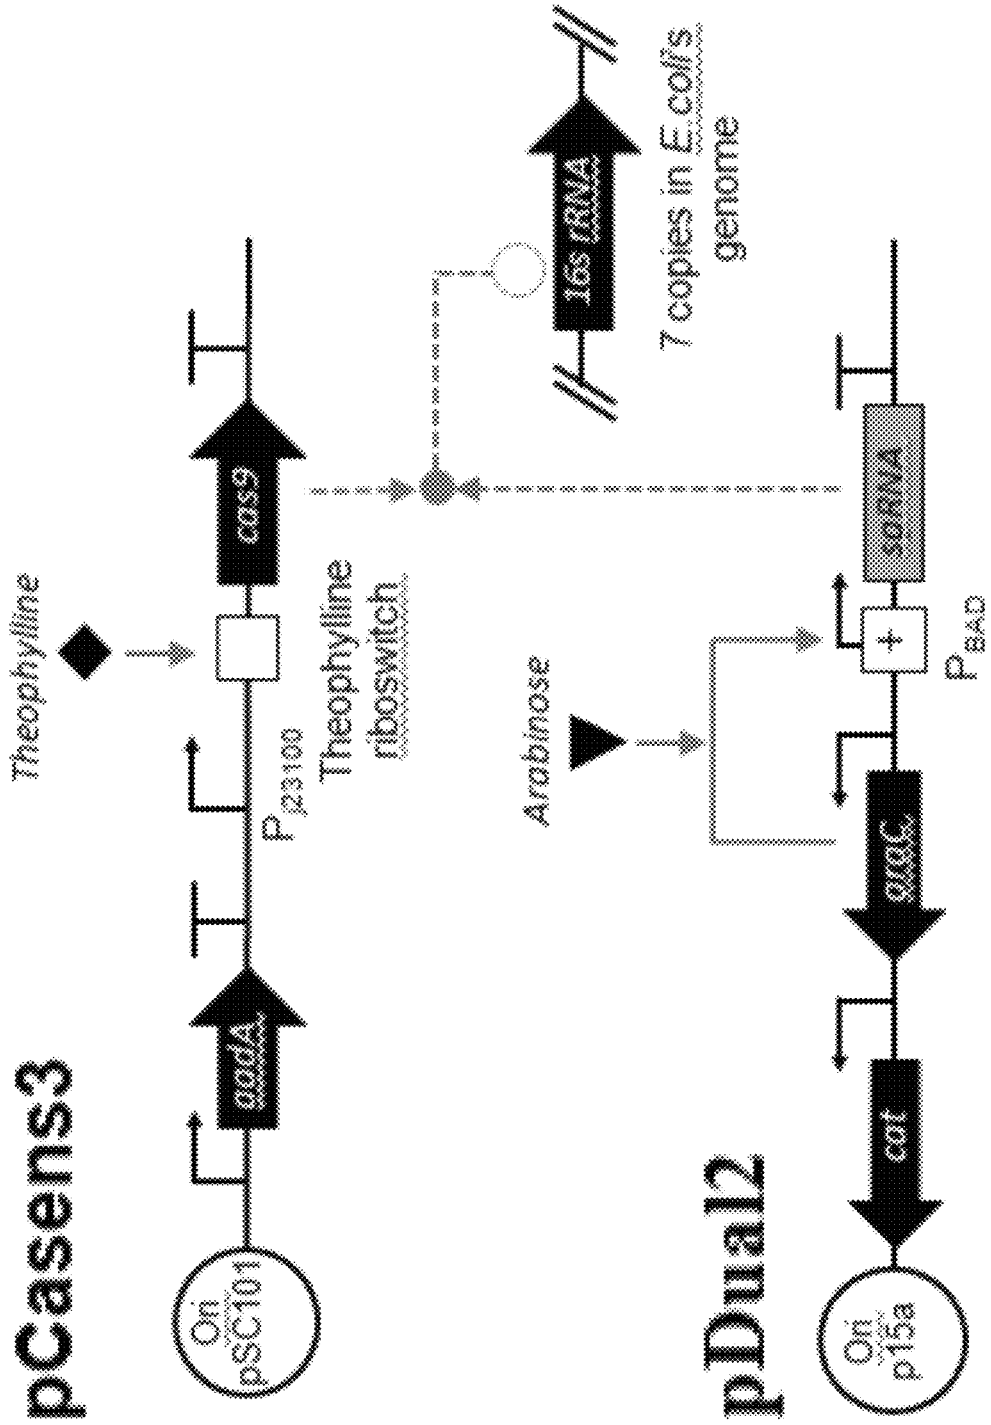 pCasens3
Theophylline
Ori
pSC101
aadA
P j23100
Theophylline
riboswitch
cas9
16s rRNA
7 copies in E.coli's
genome
pDual2
Arabinose
Ori
p15a
cat
araC
+
PBAD
sgRNA